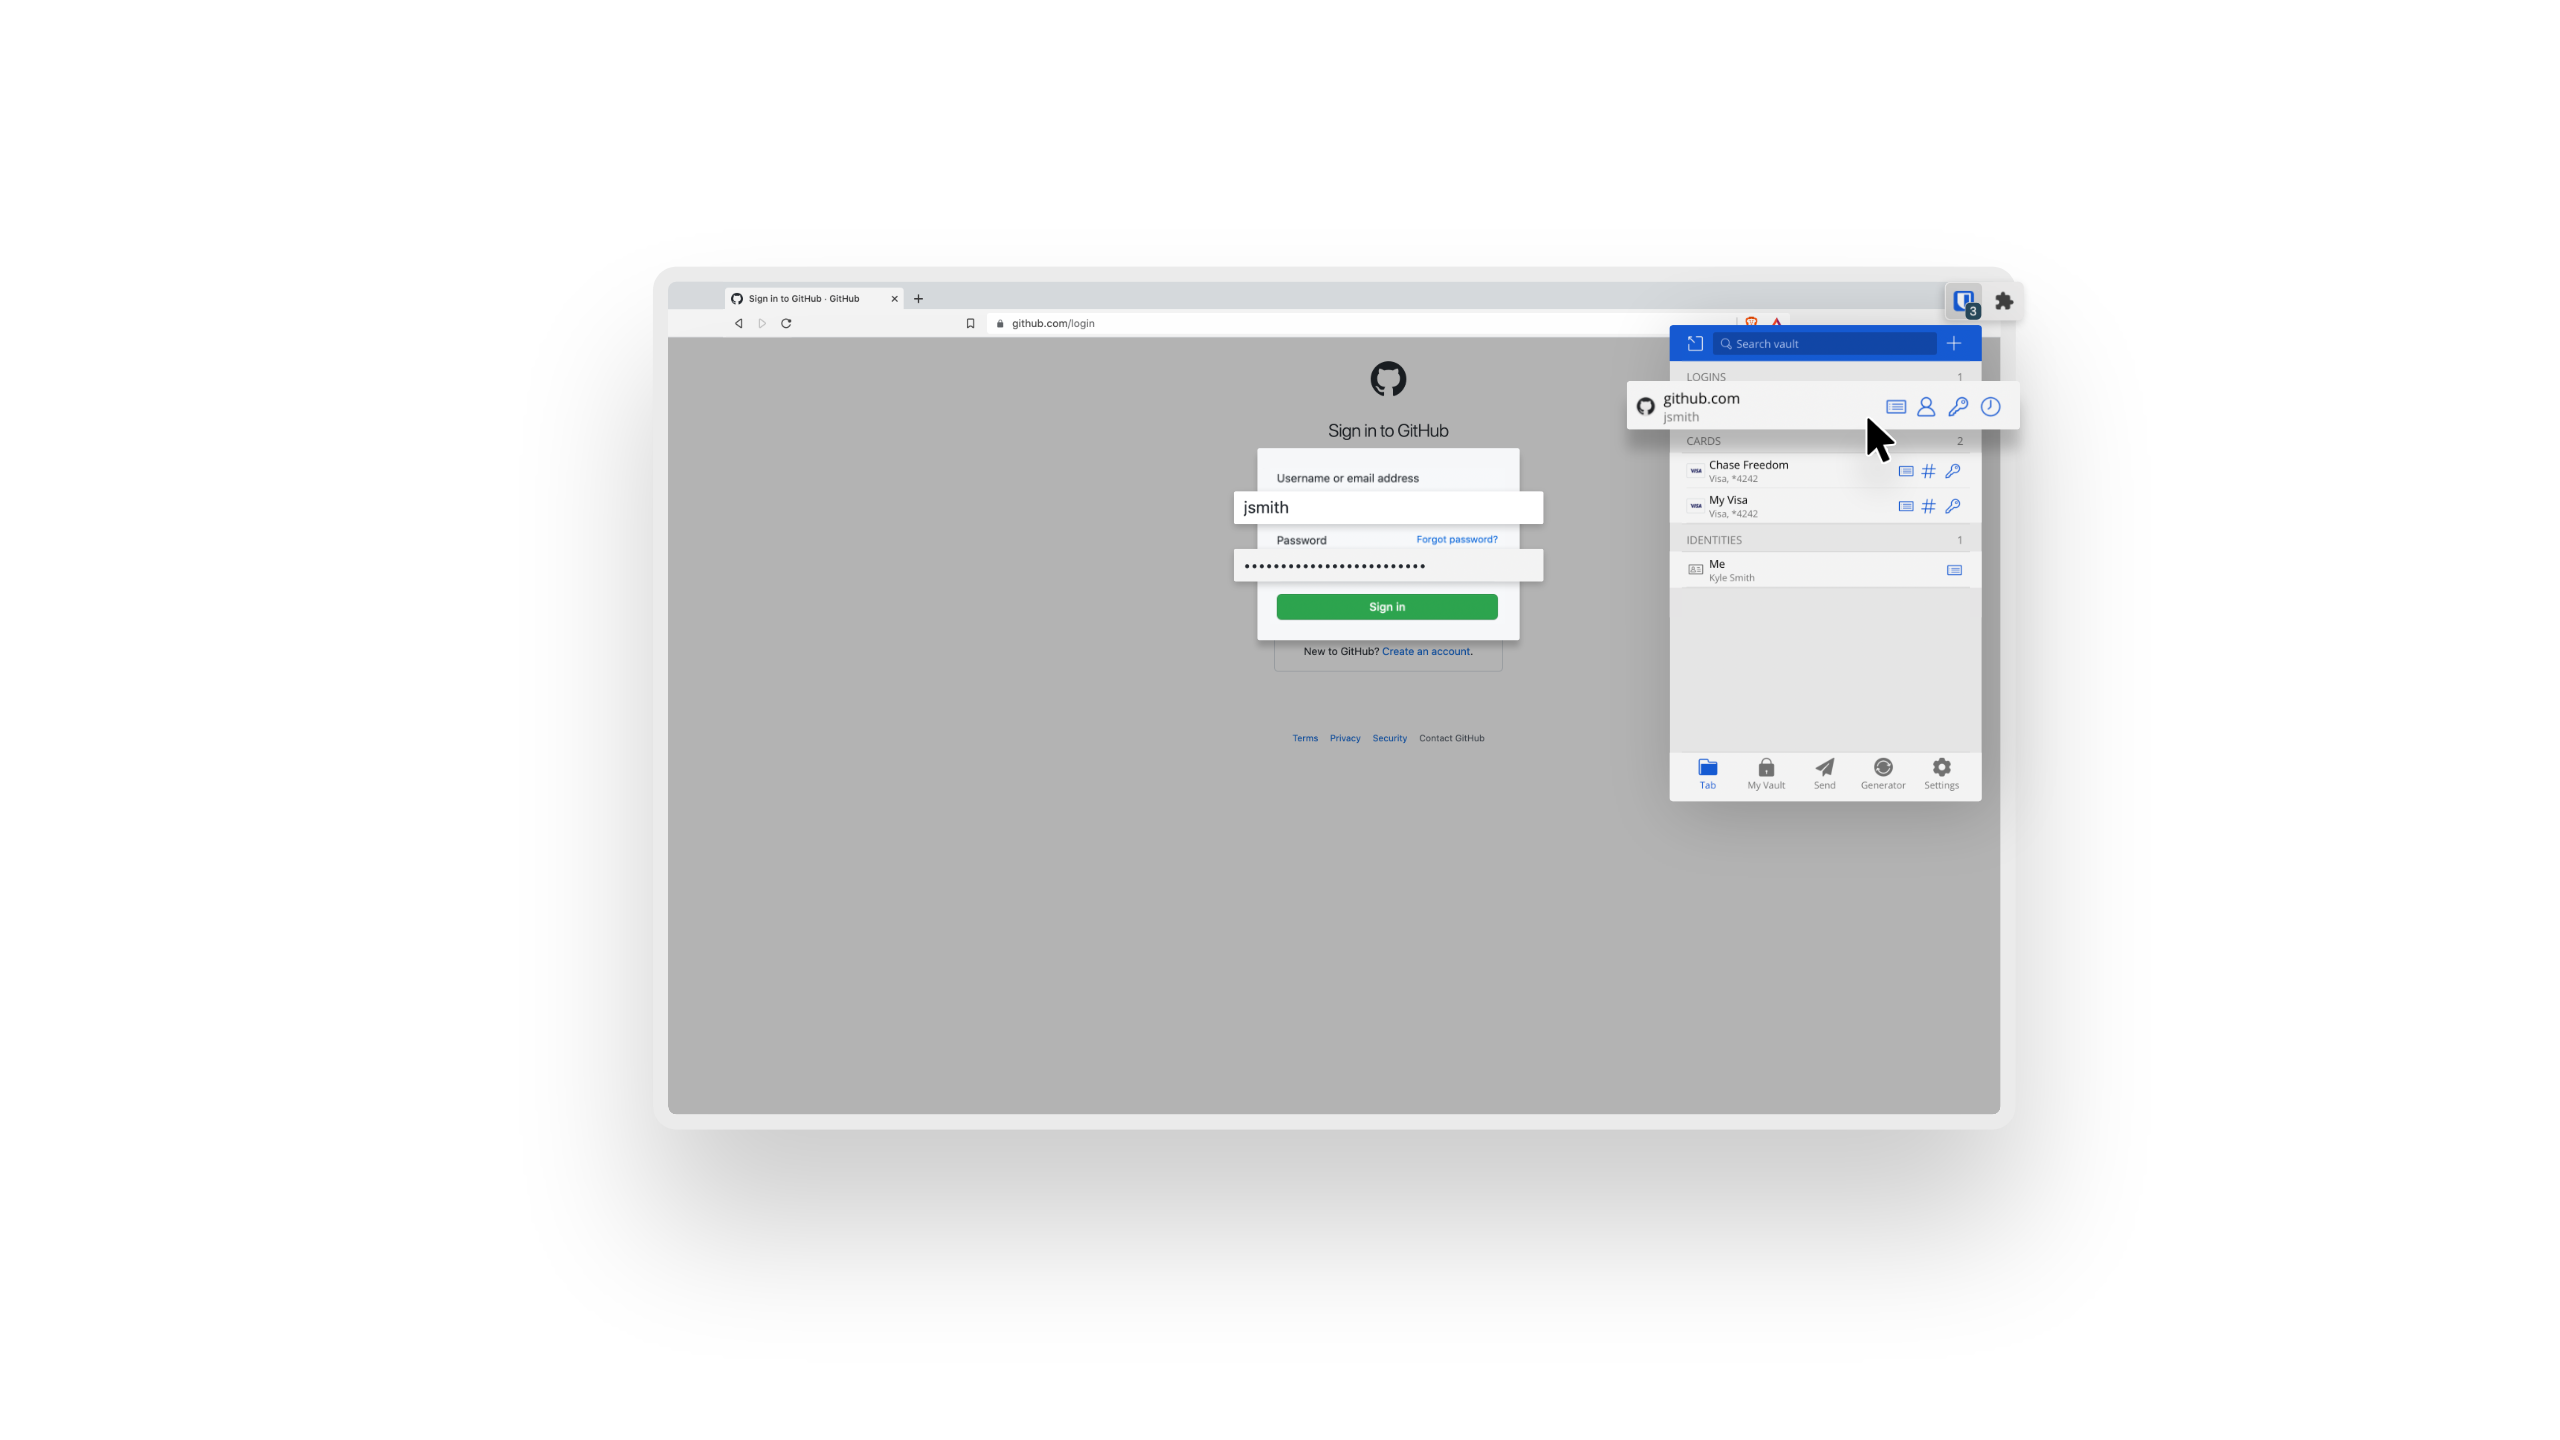 Sign in to GitHub · GitHub
github.com/login
3
Search vault
LOGINS 1
github.com
jsmith
CARDS 2
VISA
Chase Freedom
Visa, *4242
VISA
My Visa
Visa, *4242
IDENTITIES 1
Me
Kyle Smith
Tab My Vault Send Generator Settings
Sign in to GitHub
Username or email address
jsmith
Password Forgot password?
Sign in
New to GitHub? Create an account.
Terms Privacy Security Contact GitHub